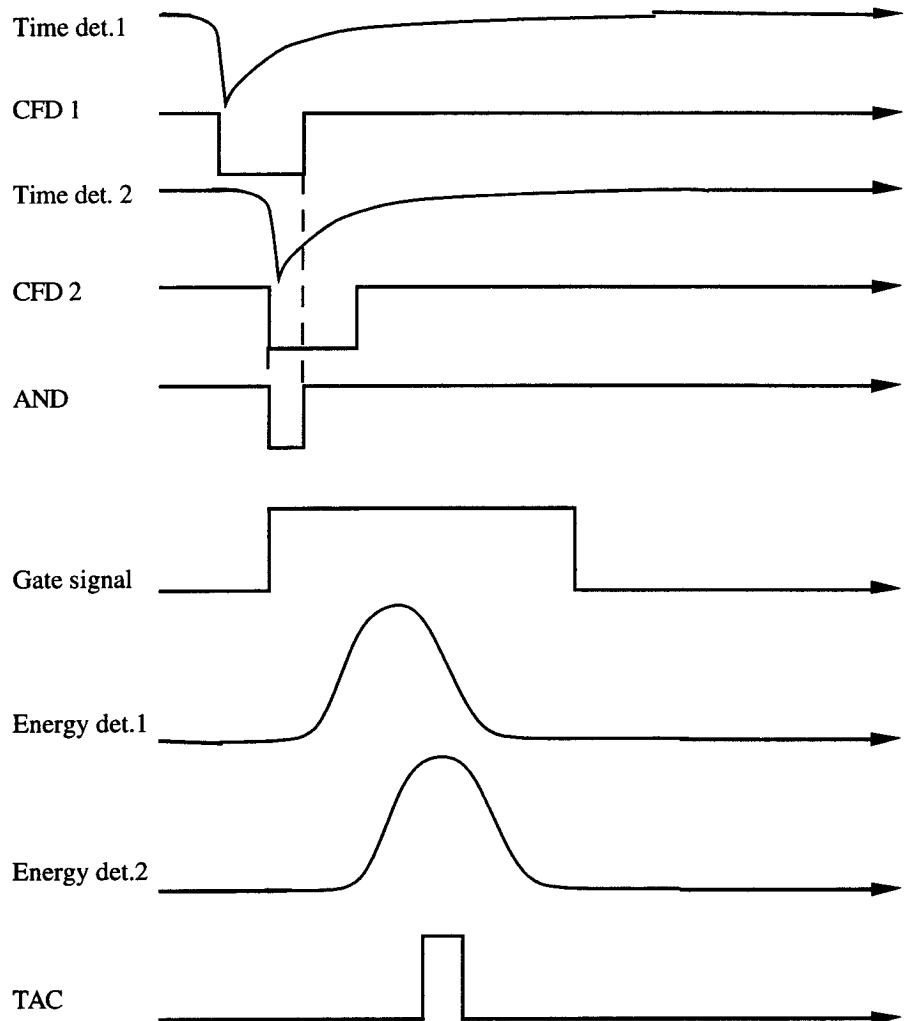 Time det.1
CFD 1
Time det. 2
CFD 2
AND
Gate signal
Energy det.1
Energy det.2
TAC